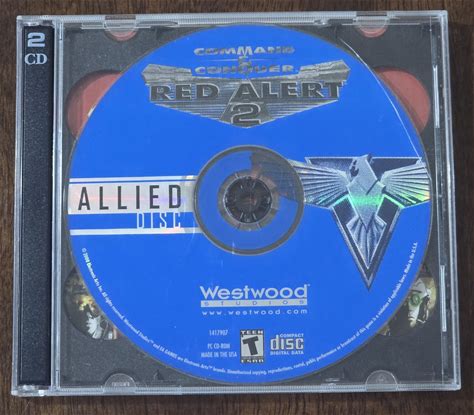 2
CD
COMMAND
&
CONQUER
RED ALERT
2
ALLIED
DISC
Westwood
STUDIOS
www.westwood.com
1417907
PC CD-ROM
MADE IN THE USA
TEEN
T
ESRB
COMPACT
disc
DIGITAL DATA